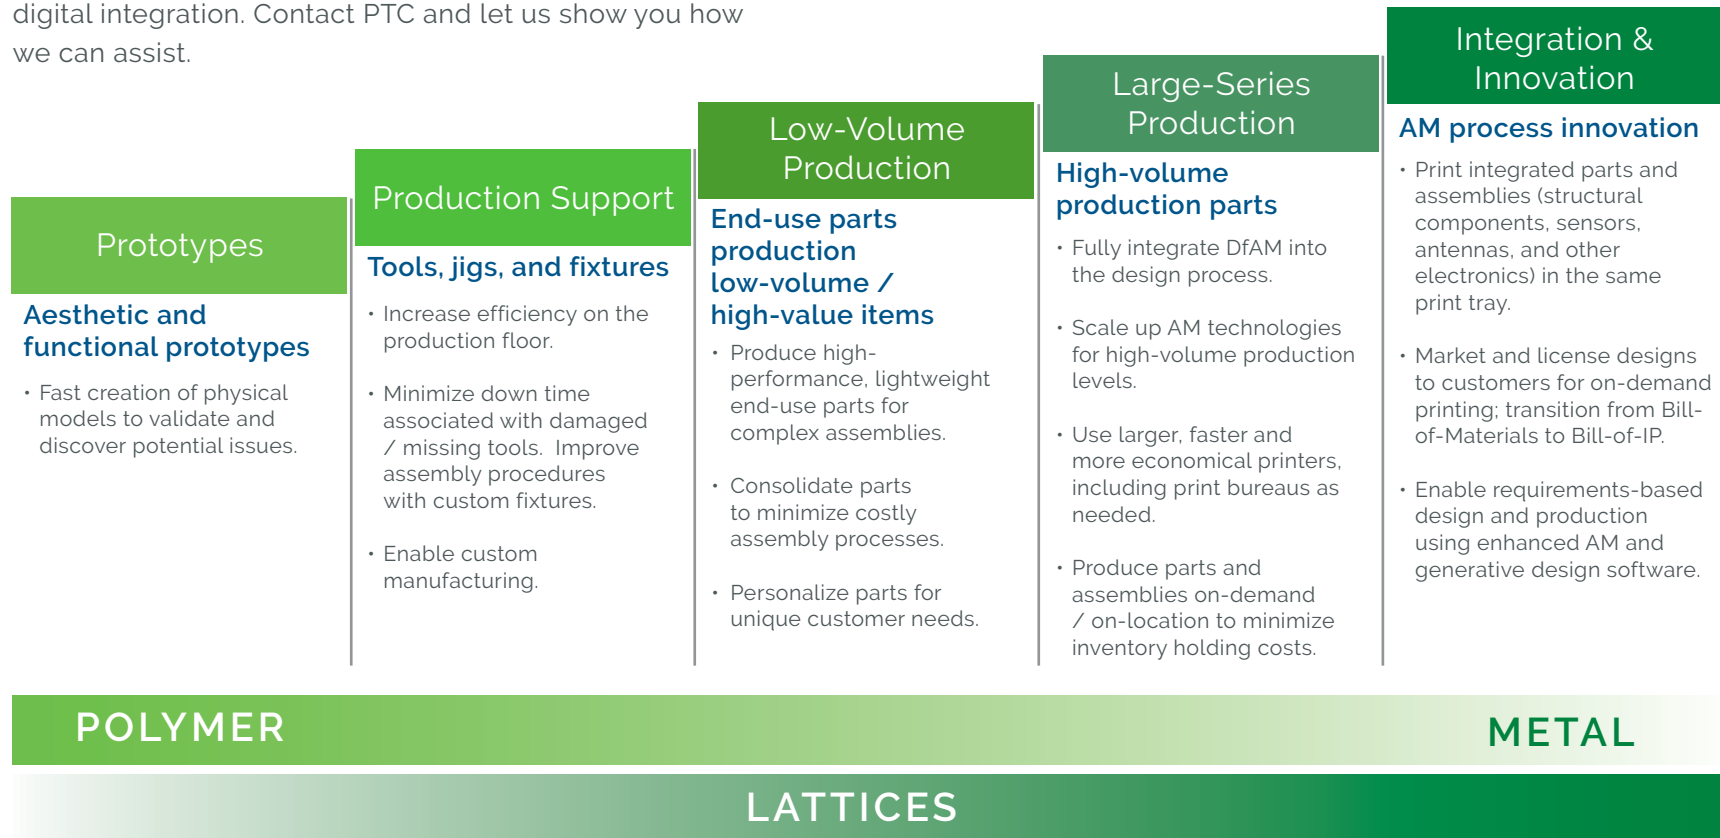 digital integration. Contact PTC and let us show you how
we can assist.
Prototypes
Aesthetic and
functional prototypes
• Fast creation of physical
models to validate and
discover potential issues.
Production Support
Tools, jigs, and fixtures
• Increase efficiency on the
production floor.
• Minimize down time
associated with damaged
/ missing tools.  Improve
assembly procedures
with custom fixtures.
• Enable custom
manufacturing.
Low-Volume
Production
End-use parts
production
low-volume /
high-value items
• Produce high-
performance, lightweight
end-use parts for
complex assemblies.
• Consolidate parts
to minimize costly
assembly processes.
• Personalize parts for
unique customer needs.
Large-Series
Production
High-volume
production parts
• Fully integrate DfAM into
the design process.
• Scale up AM technologies
for high-volume production
levels.
• Use larger, faster and
more economical printers,
including print bureaus as
needed.
• Produce parts and
assemblies on-demand
/ on-location to minimize
inventory holding costs.
Integration &
Innovation
AM process innovation
• Print integrated parts and
assemblies (structural
components, sensors,
antennas, and other
electronics) in the same
print tray.
• Market and license designs
to customers for on-demand
printing; transition from Bill-
of-Materials to Bill-of-IP.
• Enable requirements-based
design and production
using enhanced AM and
generative design software.
POLYMER
METAL
LATTICES